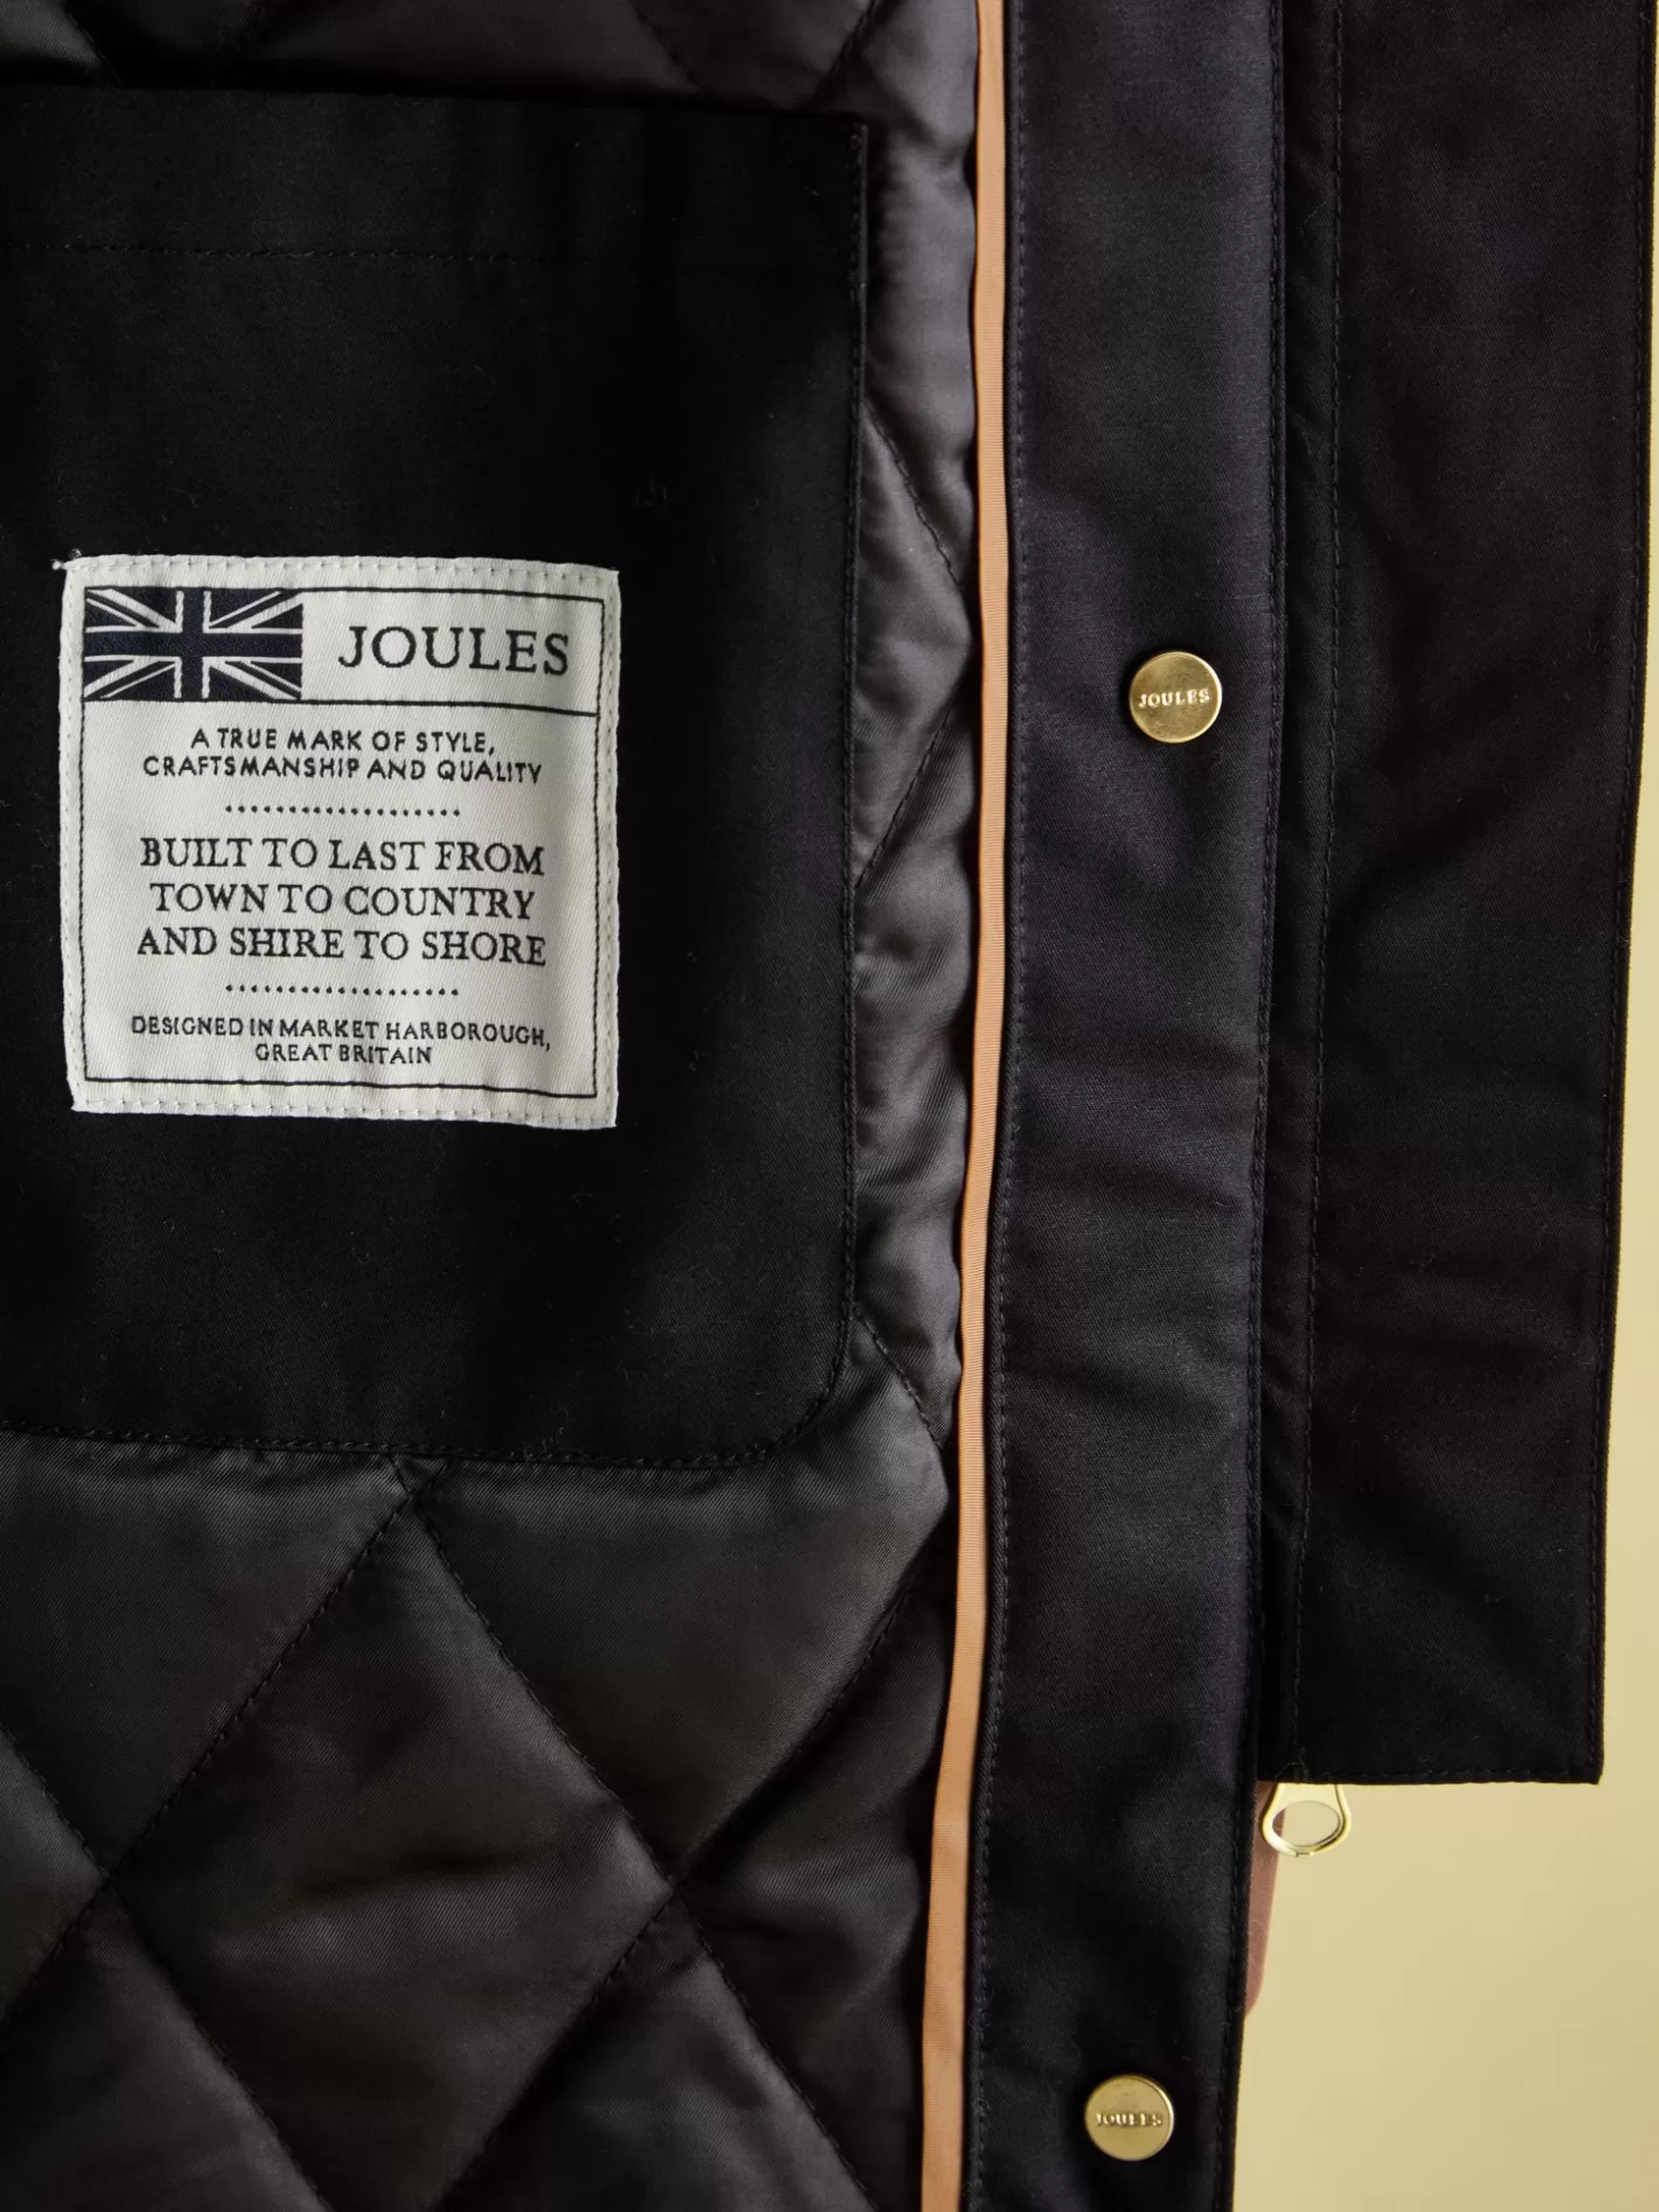 JOULES
A TRUE MARK OF STYLE,
CRAFTSMANSHIP AND QUALITY
BUILT TO LAST FROM
TOWN TO COUNTRY
AND SHIRE TO SHORE
DESIGNED IN MARKET HARBOROUGH,
GREAT BRITAIN
JOULES
JOULES